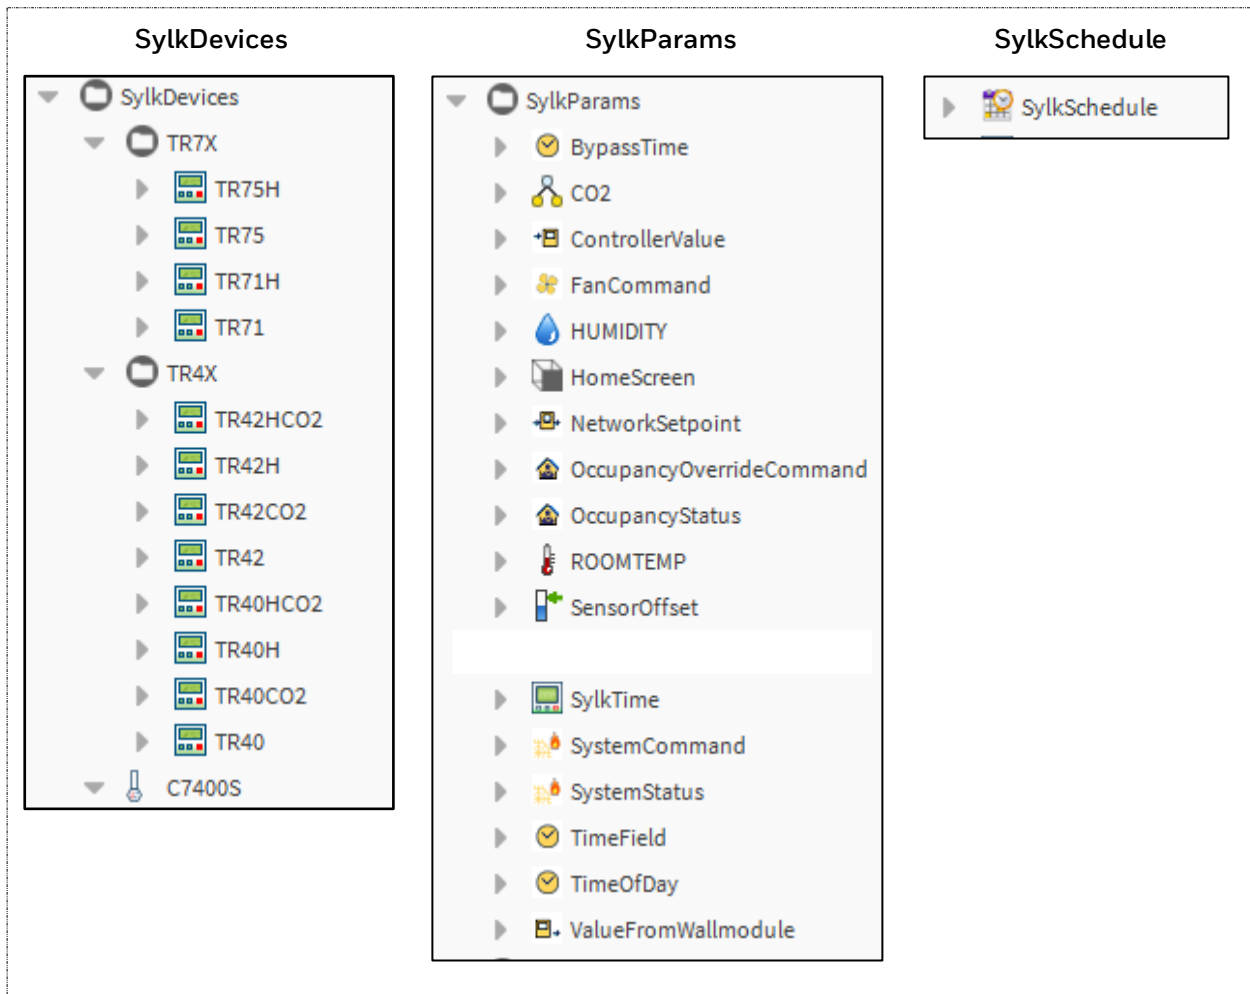 SylkDevices
SylkDevices
TR7X
TR75H
TR75
TR71H
TR71
TR4X
TR42HCO2
TR42H
TR42CO2
TR42
TR40HCO2
TR40H
TR40CO2
TR40
C7400S
SylkParams
SylkParams
BypassTime
CO2
ControllerValue
FanCommand
HUMIDITY
HomeScreen
NetworkSetpoint
OccupancyOverrideCommand
OccupancyStatus
ROOMTEMP
SensorOffset
SylkTime
SystemCommand
SystemStatus
TimeField
TimeOfDay
ValueFromWallmodule
SylkSchedule
SylkSchedule